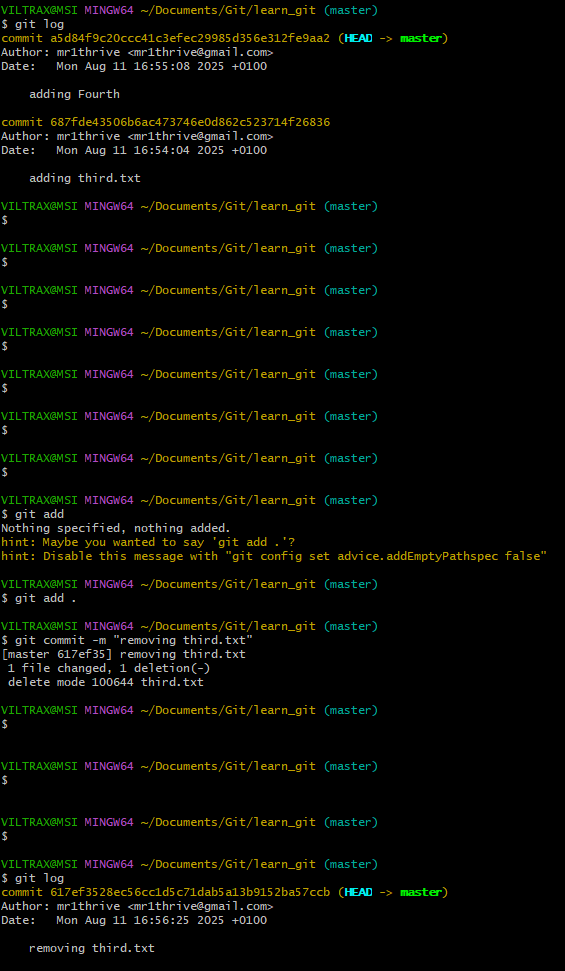 VILTRAX@MSI MINGW64 ~/Documents/Git/learn_git (master)
$ git log
commit a5d84f9c20ccc41c3efec29985d356e312fe9aa2 (HEAD -> master)
Author: mr1thrive <mr1thrive@gmail.com>
Date:   Mon Aug 11 16:55:08 2025 +0100
    adding Fourth
commit 687fde43506b6ac473746e0d862c523714f26836
Author: mr1thrive <mr1thrive@gmail.com>
Date:   Mon Aug 11 16:54:04 2025 +0100
    adding third.txt
VILTRAX@MSI MINGW64 ~/Documents/Git/learn_git (master)
$
VILTRAX@MSI MINGW64 ~/Documents/Git/learn_git (master)
$
VILTRAX@MSI MINGW64 ~/Documents/Git/learn_git (master)
$
VILTRAX@MSI MINGW64 ~/Documents/Git/learn_git (master)
$
VILTRAX@MSI MINGW64 ~/Documents/Git/learn_git (master)
$
VILTRAX@MSI MINGW64 ~/Documents/Git/learn_git (master)
$
VILTRAX@MSI MINGW64 ~/Documents/Git/learn_git (master)
$
VILTRAX@MSI MINGW64 ~/Documents/Git/learn_git (master)
$ git add
Nothing specified, nothing added.
hint: Maybe you wanted to say 'git add .'?
hint: Disable this message with "git config set advice.addEmptyPathspec false"
VILTRAX@MSI MINGW64 ~/Documents/Git/learn_git (master)
$ git add .
VILTRAX@MSI MINGW64 ~/Documents/Git/learn_git (master)
$ git commit -m "removing third.txt"
[master 617ef35] removing third.txt
 1 file changed, 1 deletion(-)
 delete mode 100644 third.txt
VILTRAX@MSI MINGW64 ~/Documents/Git/learn_git (master)
$
VILTRAX@MSI MINGW64 ~/Documents/Git/learn_git (master)
$
VILTRAX@MSI MINGW64 ~/Documents/Git/learn_git (master)
$
VILTRAX@MSI MINGW64 ~/Documents/Git/learn_git (master)
$ git log
commit 617ef3528ec56cc1d5c71dab5a13b9152ba57ccb (HEAD -> master)
Author: mr1thrive <mr1thrive@gmail.com>
Date:   Mon Aug 11 16:56:25 2025 +0100
    removing third.txt